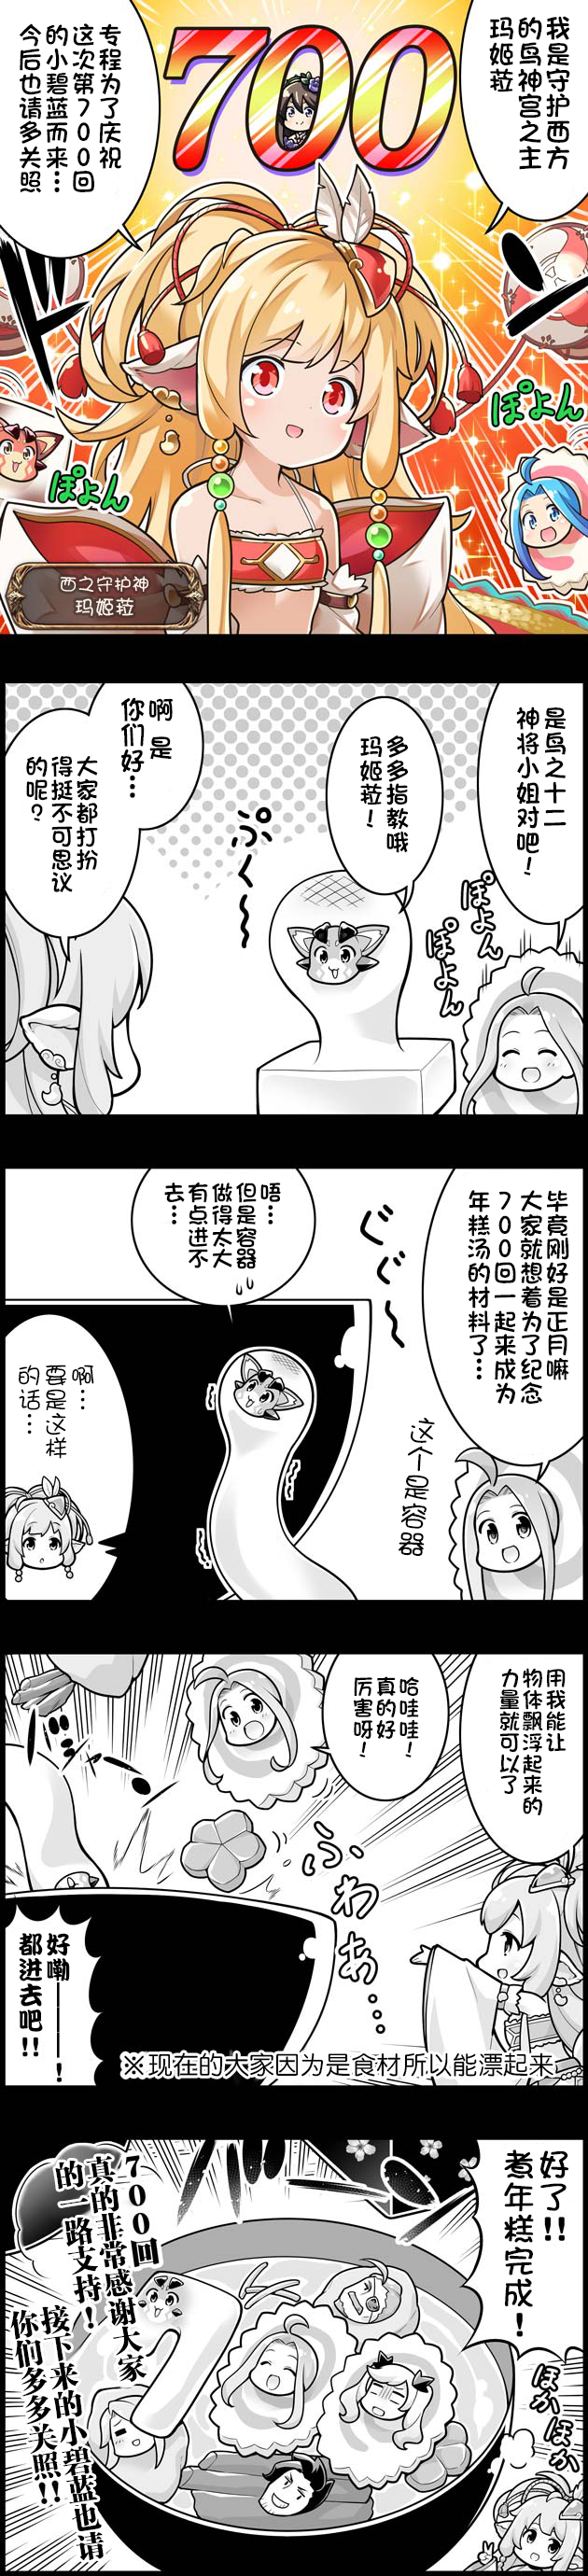 700
我是守护西方
的鸟神宫之主
玛姬菈
专程为了庆祝
这次第700回
的小碧蓝而来…
今后也请多关照
ドン
ぽよん
ぽよん
西之守护神
玛姬菈
是鸟之十二
神将小姐对吧！
多多指教哦
玛姬菈！
啊 是
你们好…
大家都打扮
得挺不可思议
的呢？
ぽよん
ぽよん
ぷく〜
毕竟刚好是正月嘛
大家就想着为了纪念
700回一起来成为
年糕汤的材料了…
这个是容器
ぐぐ〜
唔…
但是容器
做得太大
有点进不
去…
啊…
要是这样
的话…
用我能让
物体飘浮起来的
力量就可以了
哈哇哇！
真的好
厉害呀！
ふわあ…
好嘞————！
都进去吧！！
※现在的大家因为是食材所以能漂起来
好了！！
煮年糕完成！
ほかほか
700回
真的非常感谢大家
的一路支持！
接下来的小碧蓝也请
你们多多关照！！